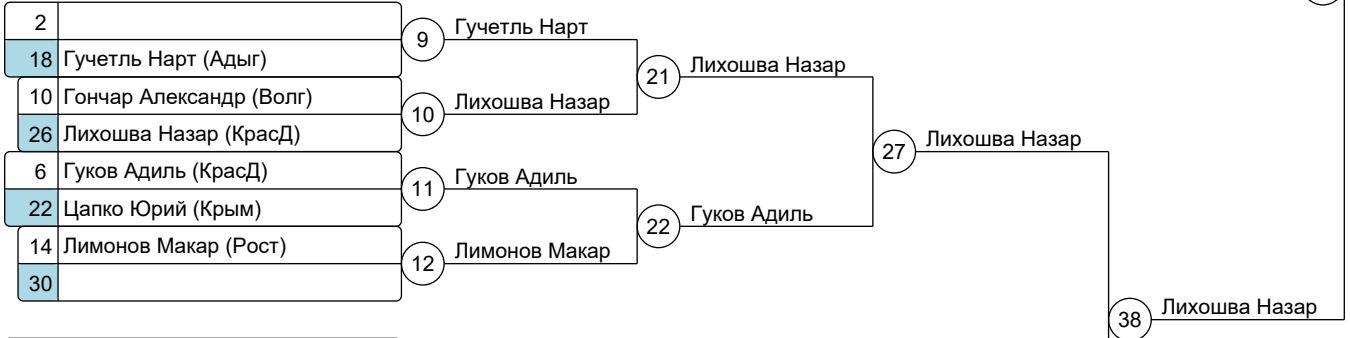 2
18 Гучетль Нарт (Адыг)
10 Гончар Александр (Волг)
26 Лихошва Назар (КрасД)
6 Гуков Адиль (КрасД)
22 Цапко Юрий (Крым)
14 Лимонов Макар (Рост)
30
9 Гучетль Нарт
10 Лихошва Назар
11 Гуков Адиль
12 Лимонов Макар
21 Лихошва Назар
22 Гуков Адиль
27 Лихошва Назар
38 Лихошва Назар